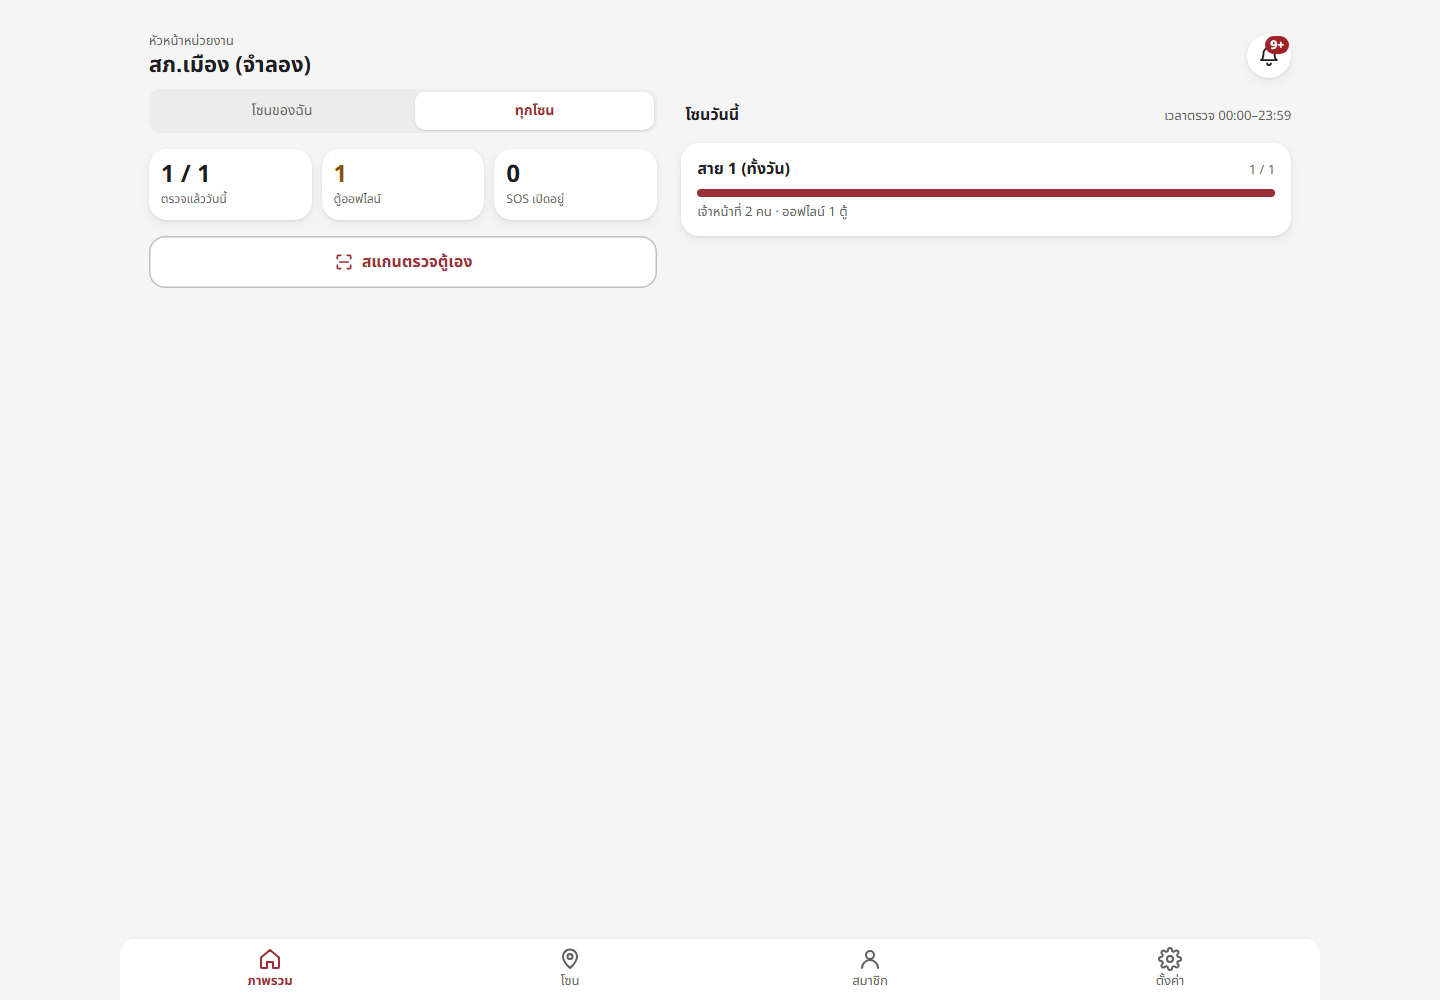 หัวหน้าหน่วยงาน
สภ.เมือง (จำลอง)
9+
โซนของฉัน
ทุกโซน
1 / 1
ตรวจแล้ววันนี้
1
ตู้ออฟไลน์
0
SOS เปิดอยู่
สแกนตรวจตู้เอง
โซนวันนี้
เวลาตรวจ 00:00–23:59
สาย 1 (ทั้งวัน)
1 / 1
เจ้าหน้าที่ 2 คน · ออฟไลน์ 1 ตู้
ภาพรวม
โซน
สมาชิก
ตั้งค่า